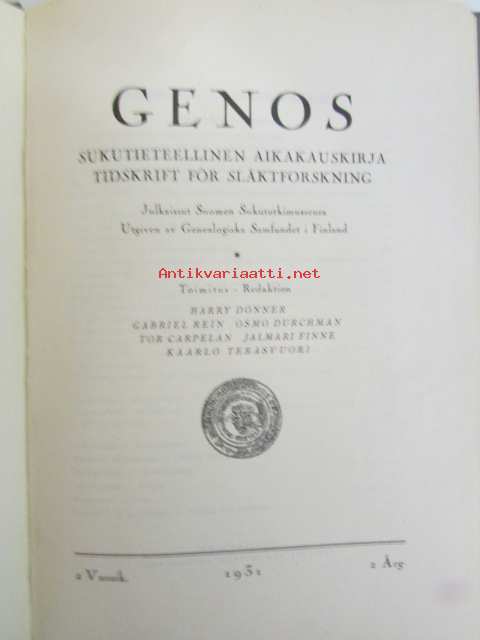 GENOS
SUKUTIETEELLINEN AIKAKAUSKIRJA
TIDSKRIFT FÖR SLÄKTFORSKNING
Julkaissut Suomen Sukututkimusseura
Utgiven av Genealogiska Samfundet i Finland
Antikvariaatti.net
Toimitus - Redaktion
HARRY DONNER
GABRIEL REIN OSMO DURCHMAN
TOR CARPELAN JALMARI FINNE
KAARLO TERASVUORI
2 Vuosik. 1931 2 Årg